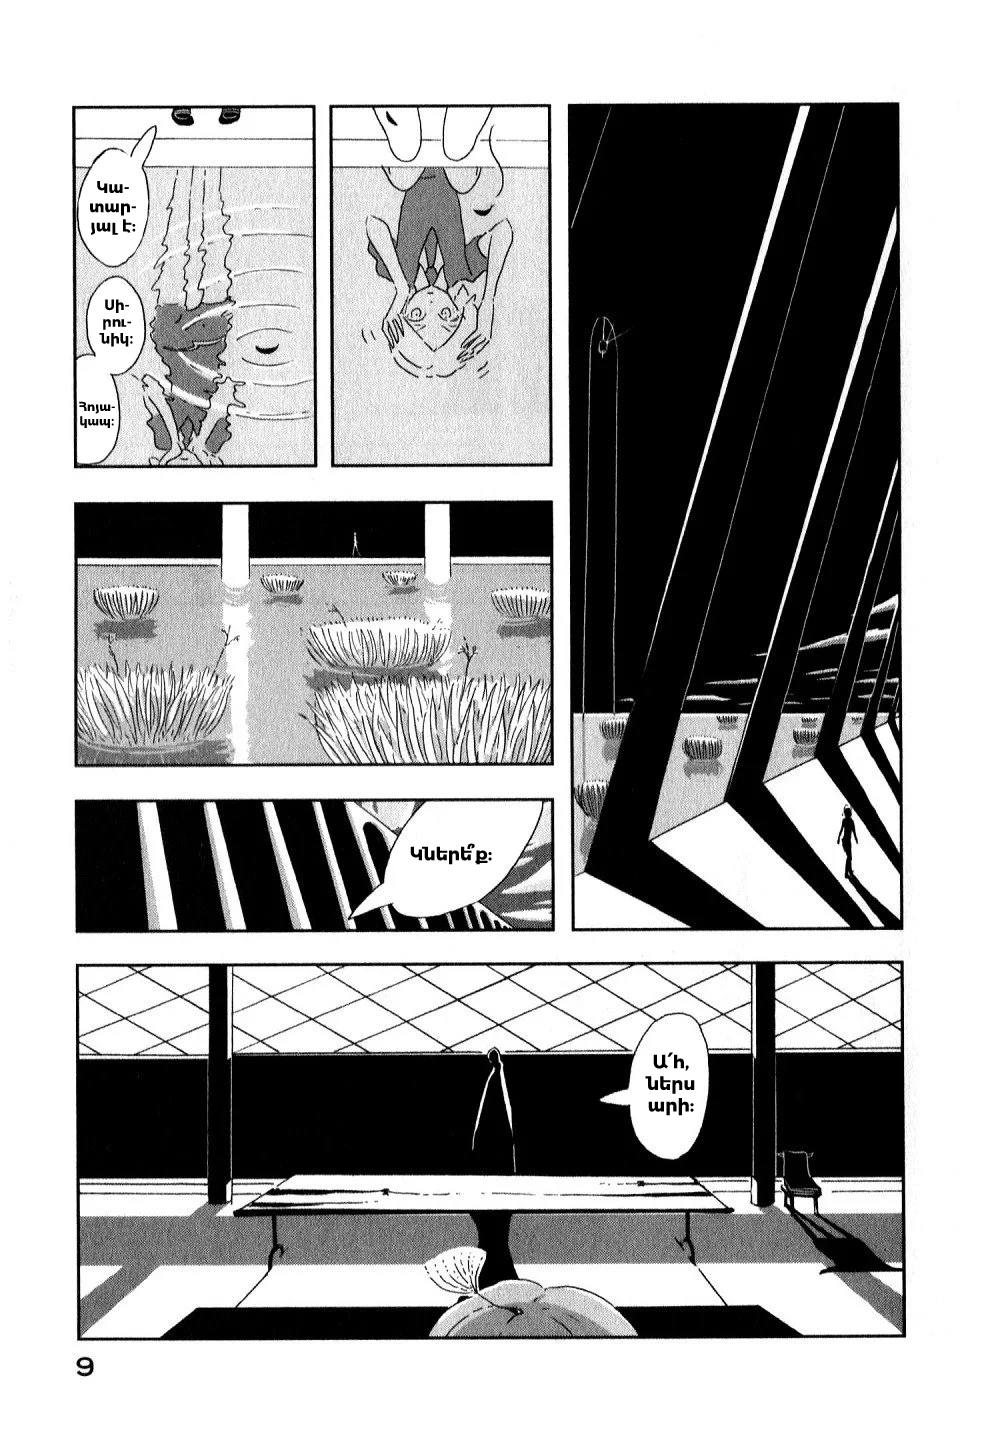 Կա-
տար-
յալ է։
Սի-
րու-
նիկ։
Հոյա-
կապ։
Կներե՞ք։
Ա՜հ,
ներս
արի։
9